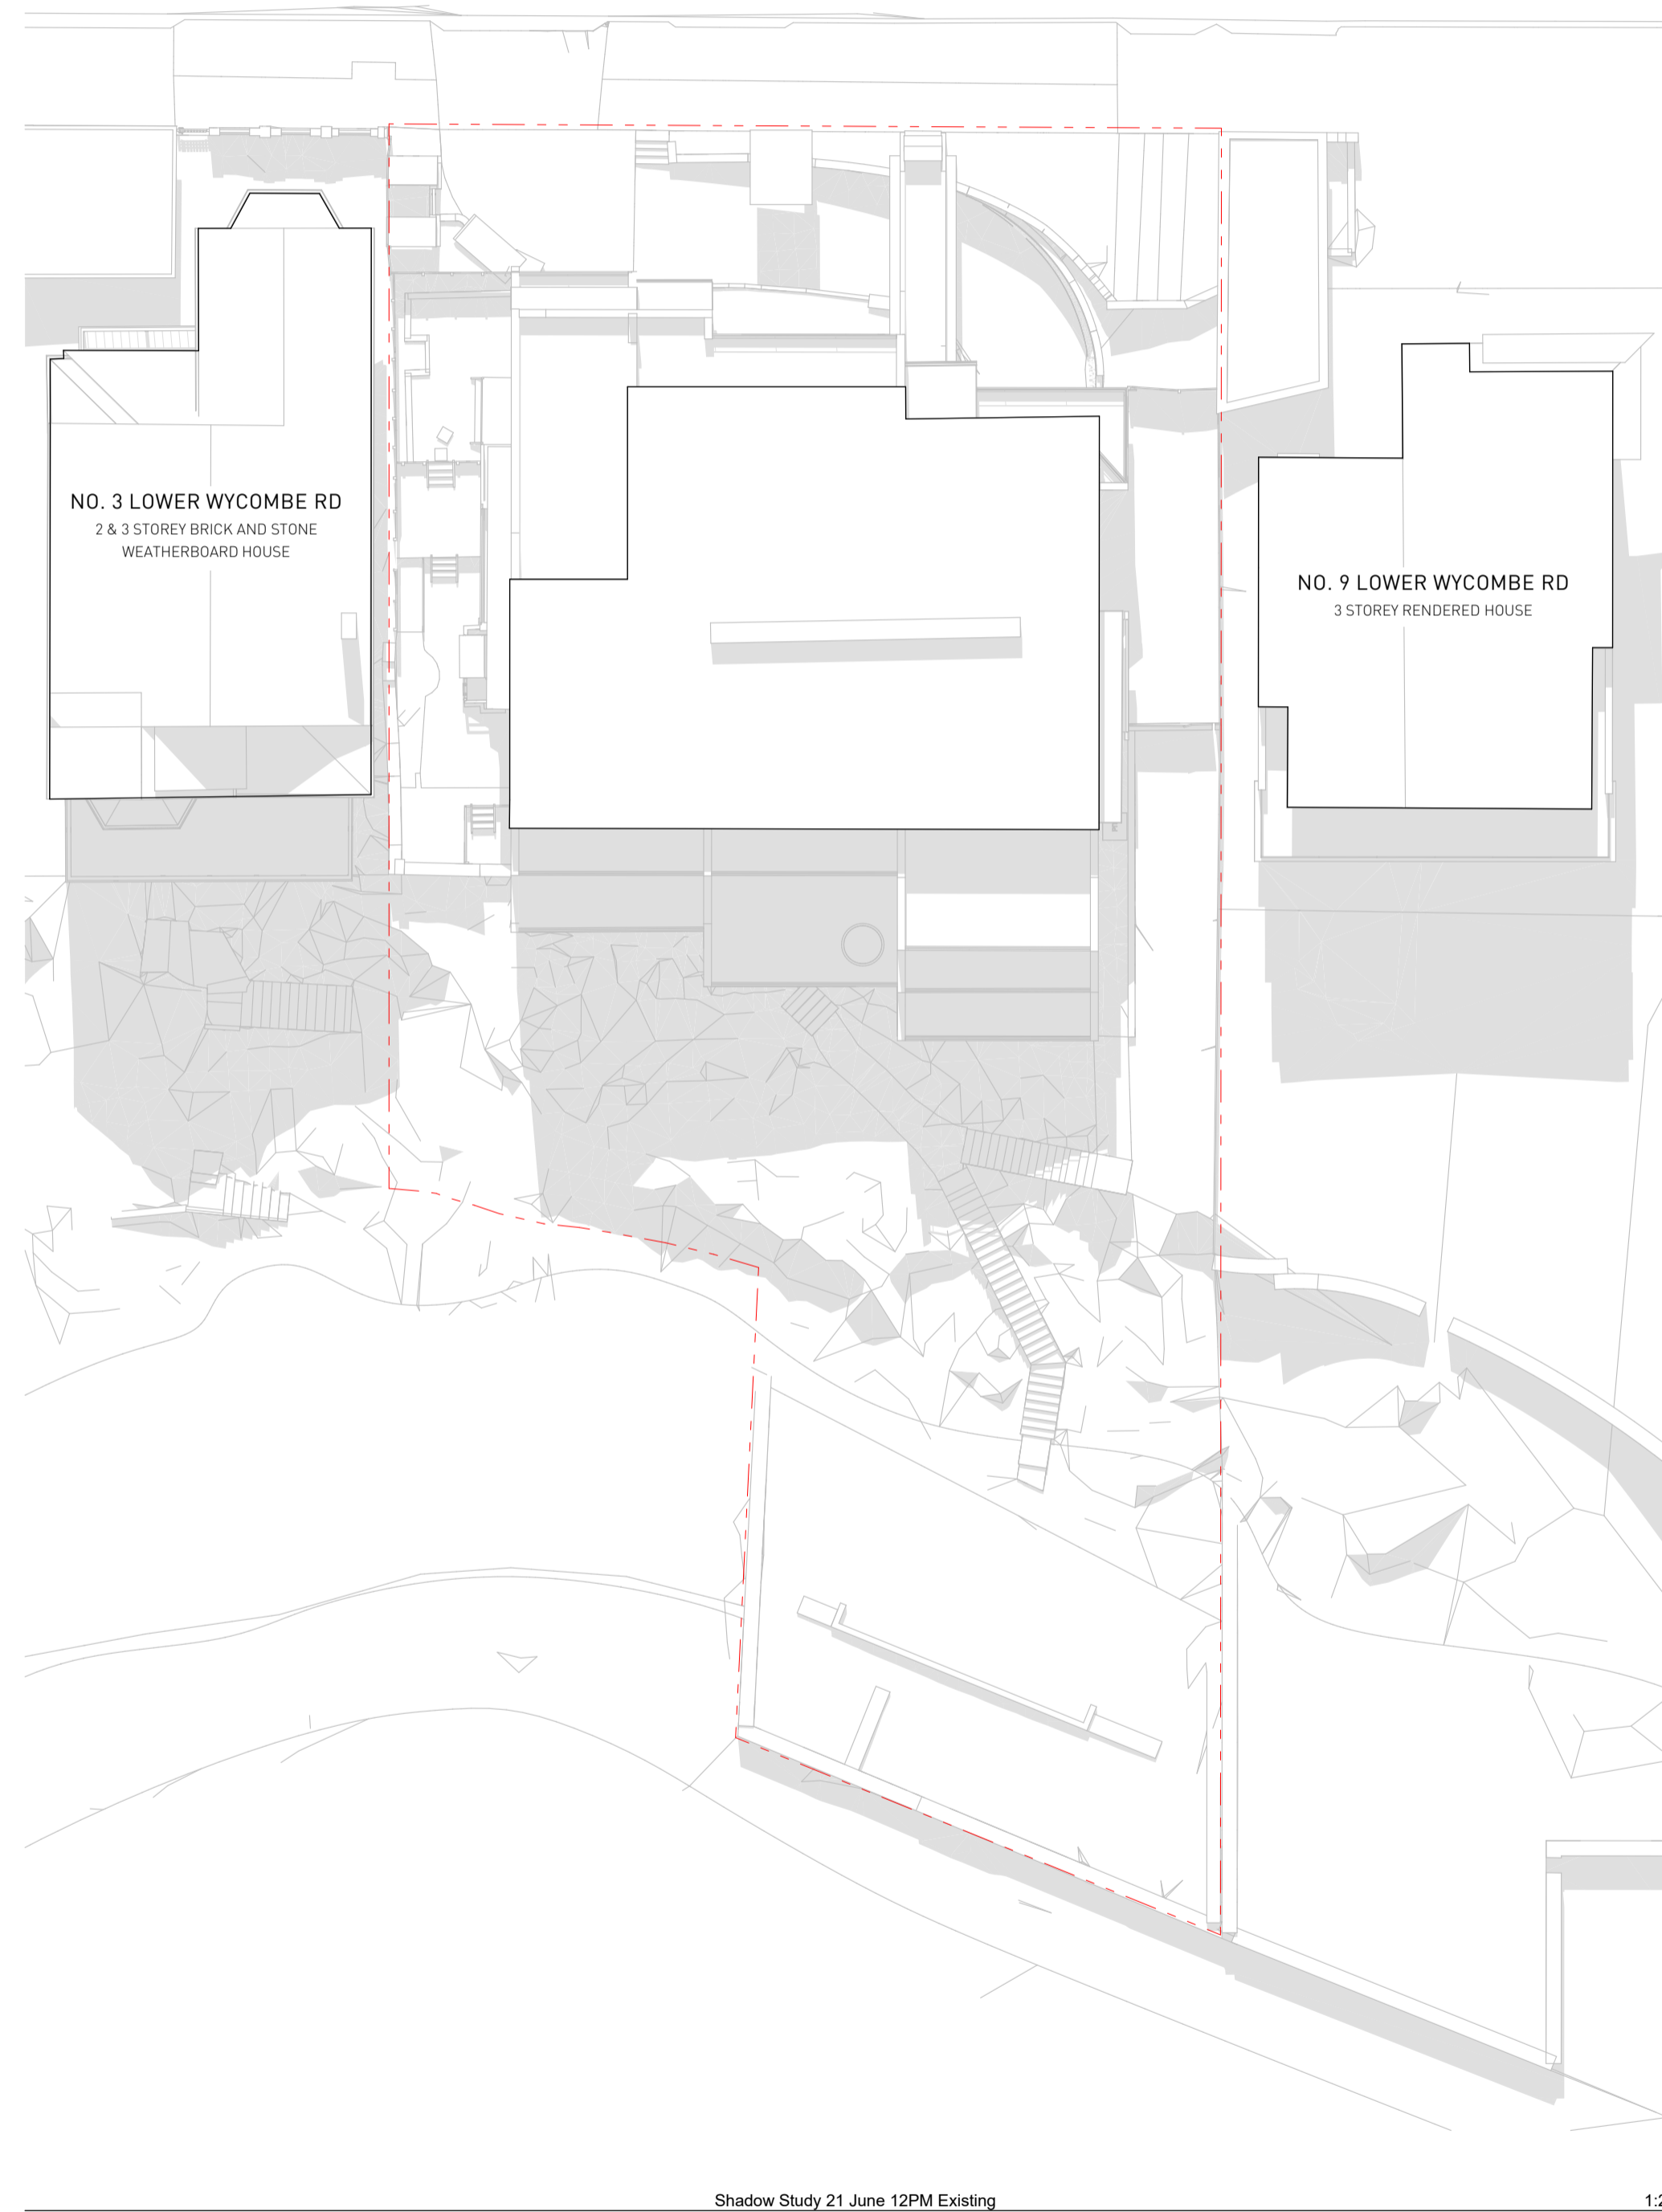 NO. 3 LOWER WYCOMBE RD
2 & 3 STOREY BRICK AND STONE
WEATHERBOARD HOUSE
NO. 9 LOWER WYCOMBE RD
3 STOREY RENDERED HOUSE
Shadow Study 21 June 12PM Existing